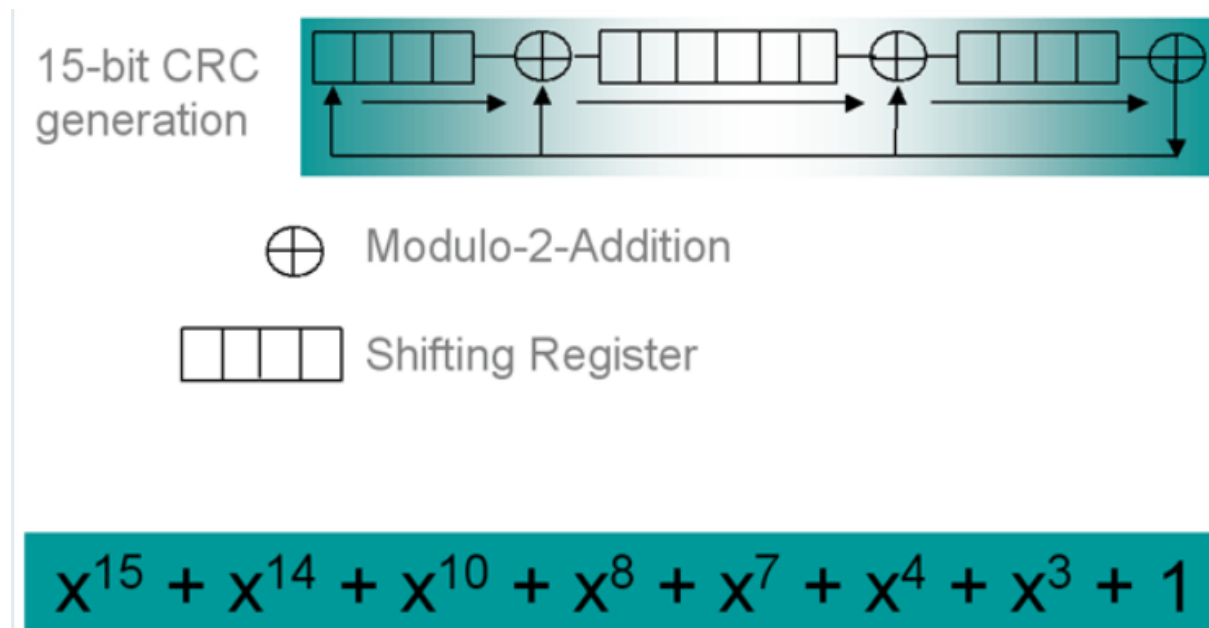 15-bit CRC
generation
Modulo-2-Addition
Shifting Register
x¹⁵ + x¹⁴ + x¹⁰ + x⁸ + x⁷ + x⁴ + x³ + 1